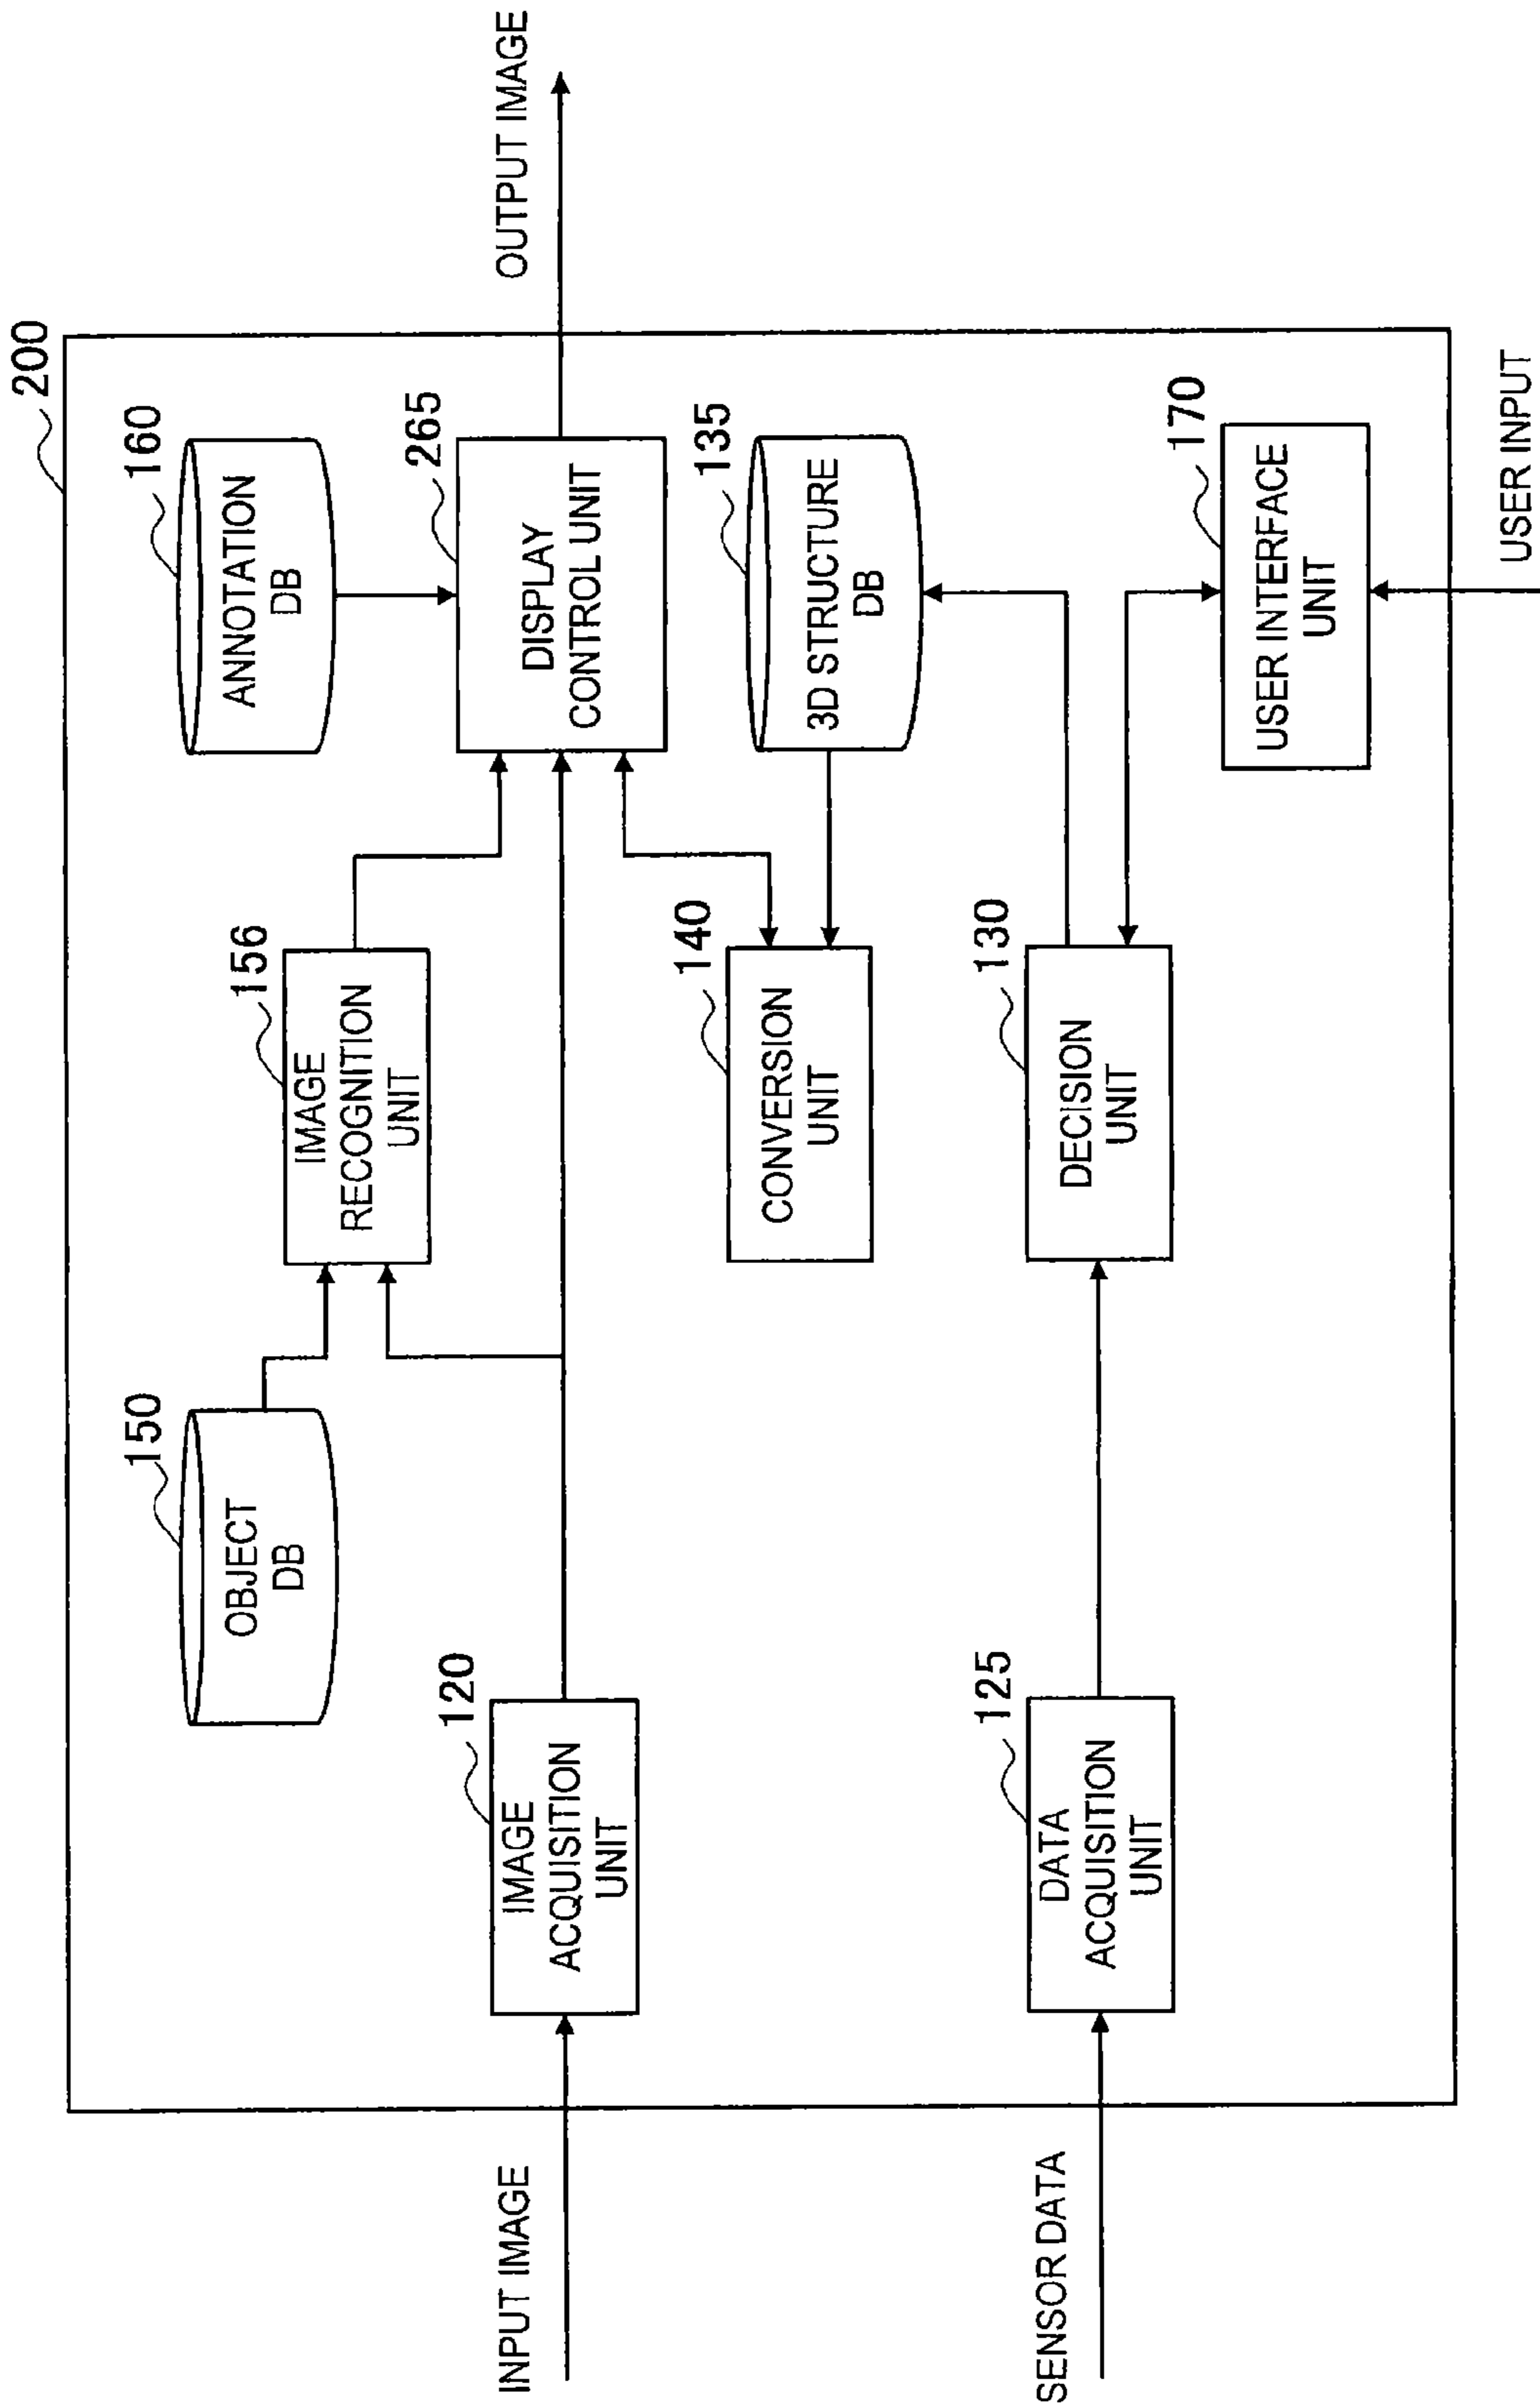 200
150
OBJECT
DB
156
IMAGE
RECOGNITION
UNIT
160
ANNOTATION
DB
INPUT IMAGE
120
IMAGE
ACQUISITION
UNIT
265
DISPLAY
CONTROL UNIT
OUTPUT IMAGE
140
CONVERSION
UNIT
135
3D STRUCTURE
DB
SENSOR DATA
125
DATA
ACQUISITION
UNIT
130
DECISION
UNIT
170
USER INTERFACE
UNIT
USER INPUT